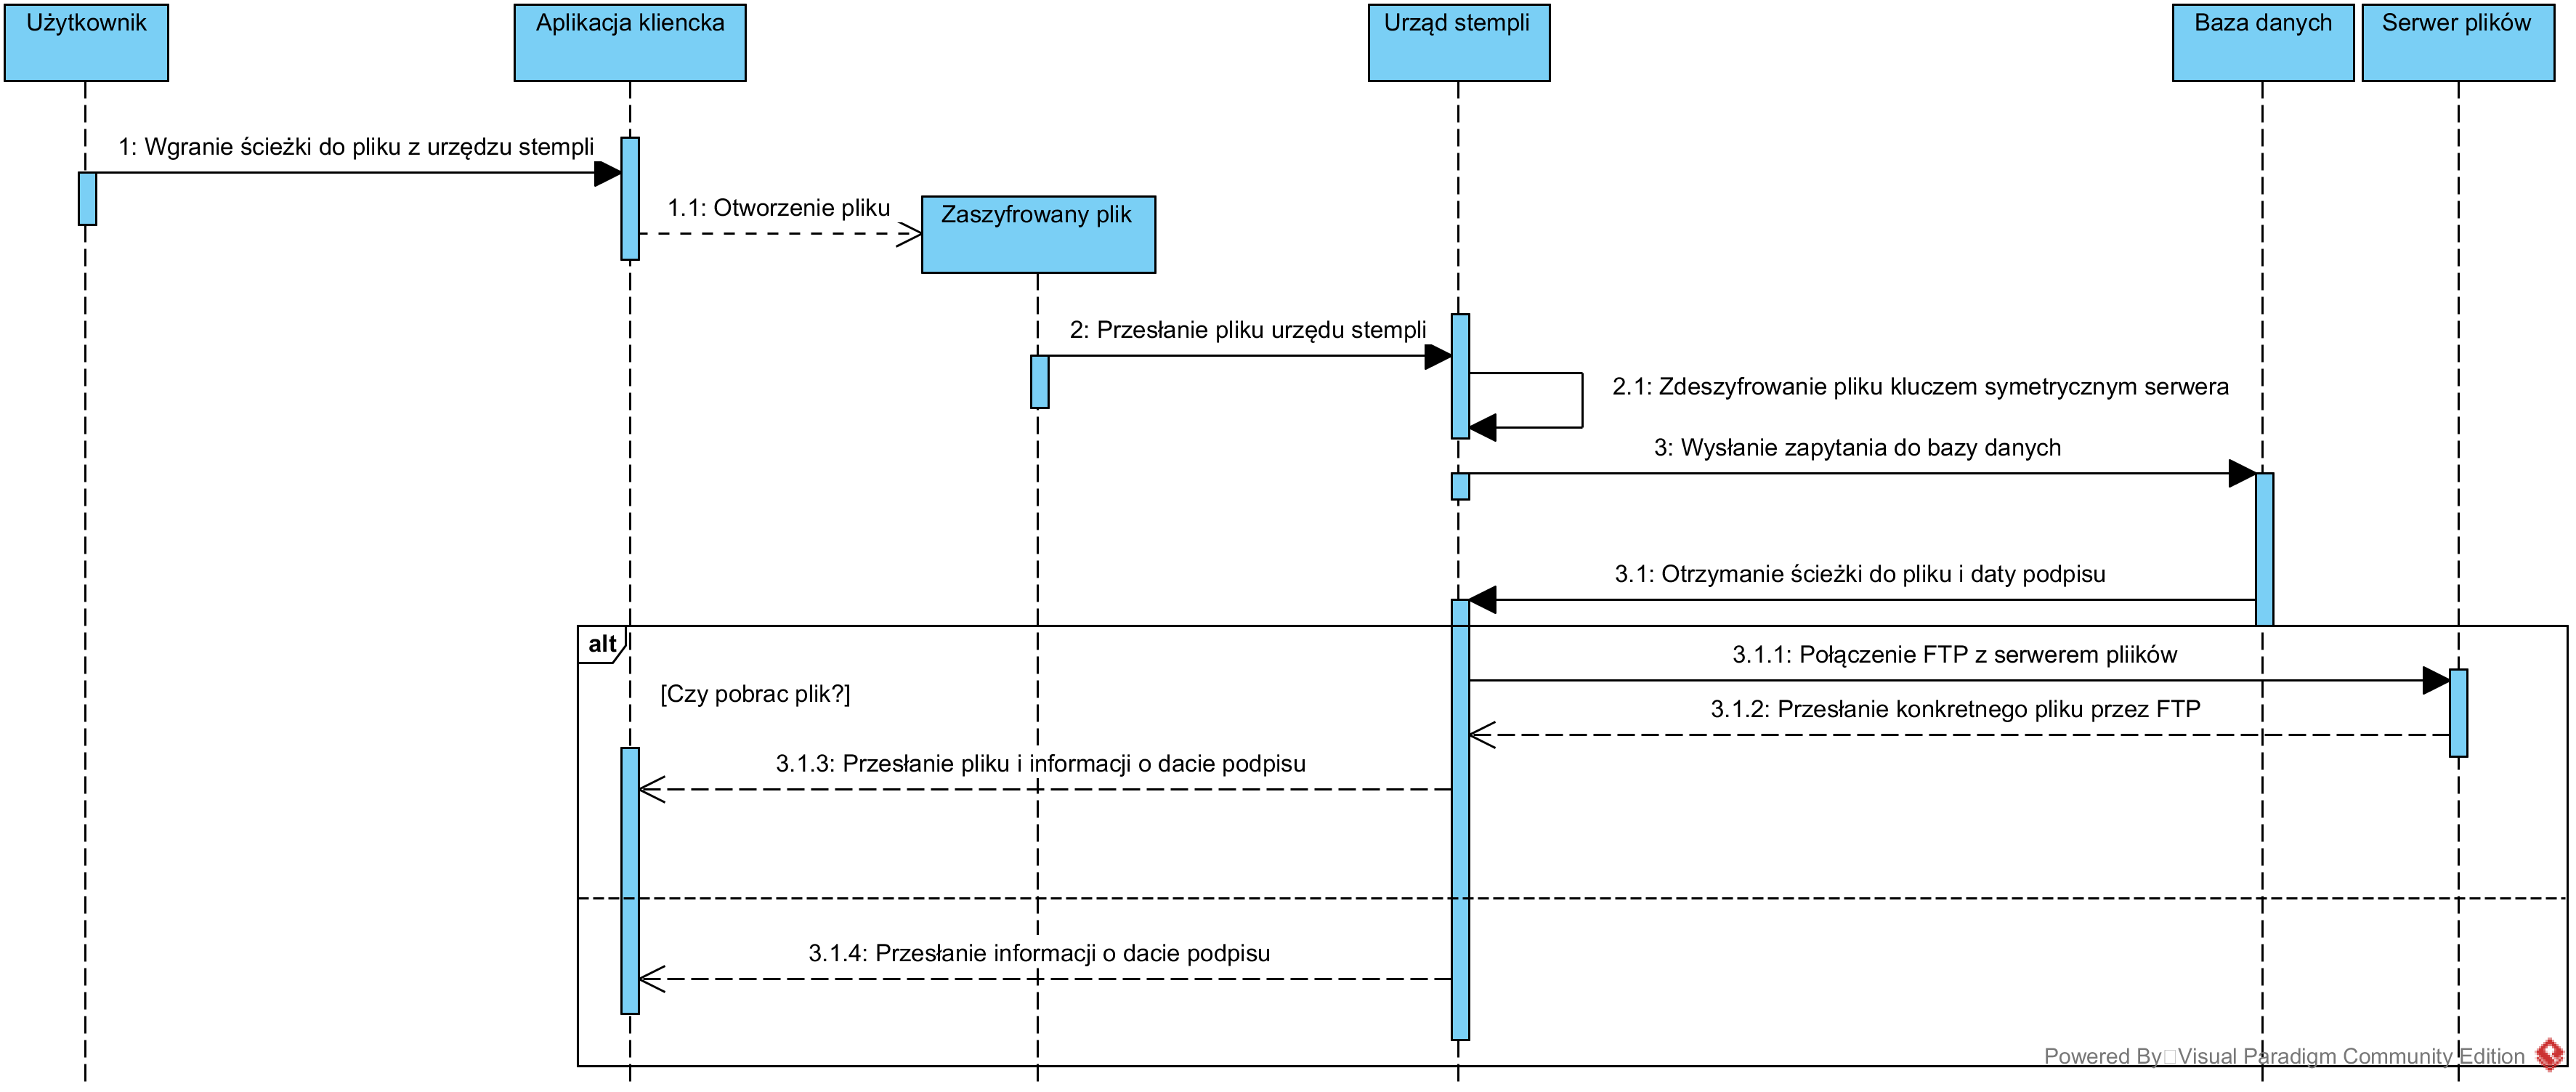 Użytkownik
Aplikacja kliencka
Urząd stempli
Baza danych
Serwer plików
1: Wgranie ścieżki do pliku z urzędzu stempli
1.1: Otworzenie pliku
Zaszyfrowany plik
2: Przesłanie pliku urzędu stempli
2.1: Zdeszyfrowanie pliku kluczem symetrycznym serwera
3: Wysłanie zapytania do bazy danych
3.1: Otrzymanie ścieżki do pliku i daty podpisu
alt
3.1.1: Połączenie FTP z serwerem pliików
[Czy pobrac plik?]
3.1.2: Przesłanie konkretnego pliku przez FTP
3.1.3: Przesłanie pliku i informacji o dacie podpisu
3.1.4: Przesłanie informacji o dacie podpisu
Powered By Visual Paradigm Community Edition